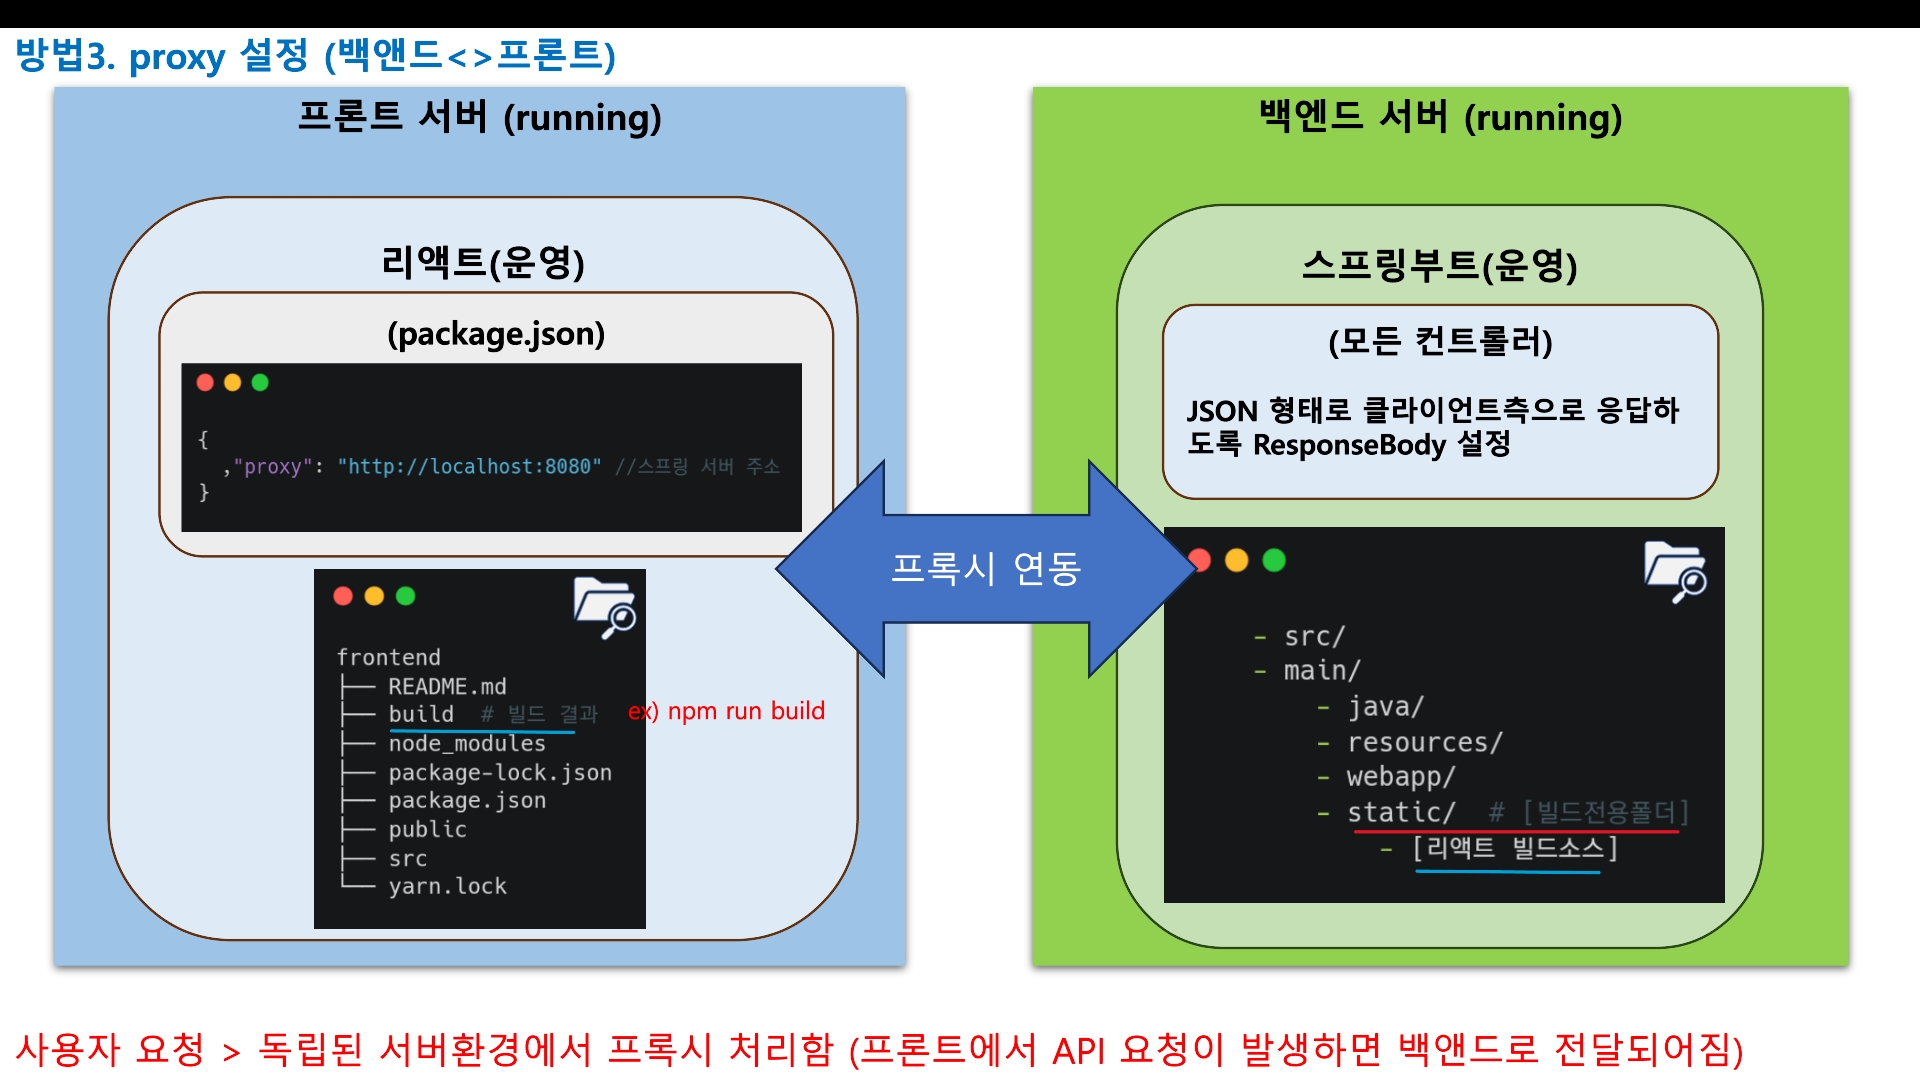 방법3. proxy 설정 (백앤드<>프론트)
프론트 서버 (running)
리액트(운영)
(package.json)
{
,"proxy": "http://localhost:8080" //스프링 서버 주소
}
frontend
├── README.md
├── build # 빌드 결과
ex) npm run build
├── node_modules
├── package-lock.json
├── package.json
├── public
├── src
└── yarn.lock
프록시 연동
백엔드 서버 (running)
스프링부트(운영)
(모든 컨트롤러)
JSON 형태로 클라이언트측으로 응답하
도록 ResponseBody 설정
- src/
- main/
- java/
- resources/
- webapp/
- static/ # [빌드전용폴더]
- [리액트 빌드소스]
사용자 요청 > 독립된 서버환경에서 프록시 처리함 (프론트에서 API 요청이 발생하면 백앤드로 전달되어짐)